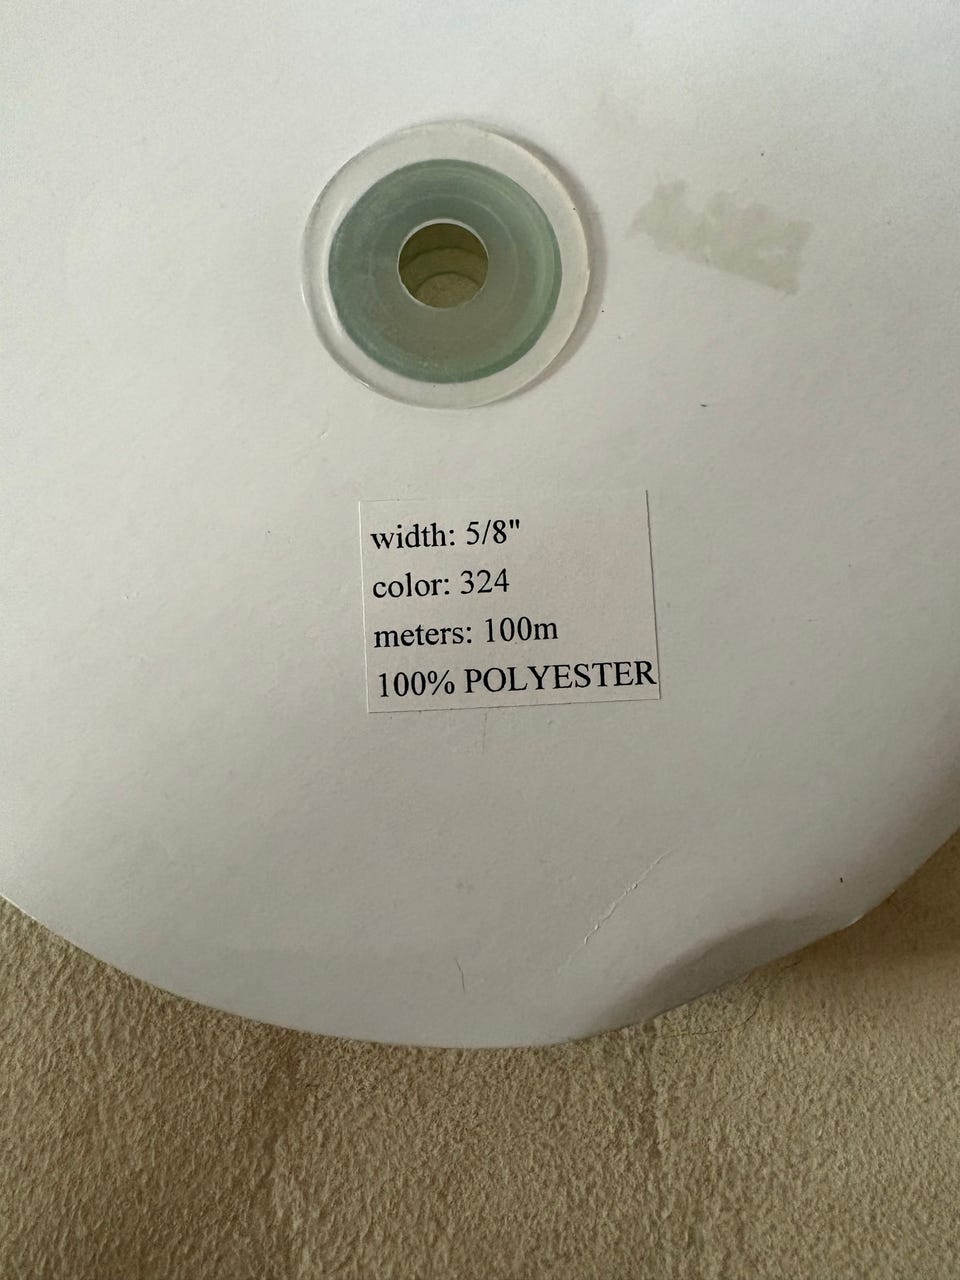 width: 5/8"
color: 324
meters: 100m
100% POLYESTER